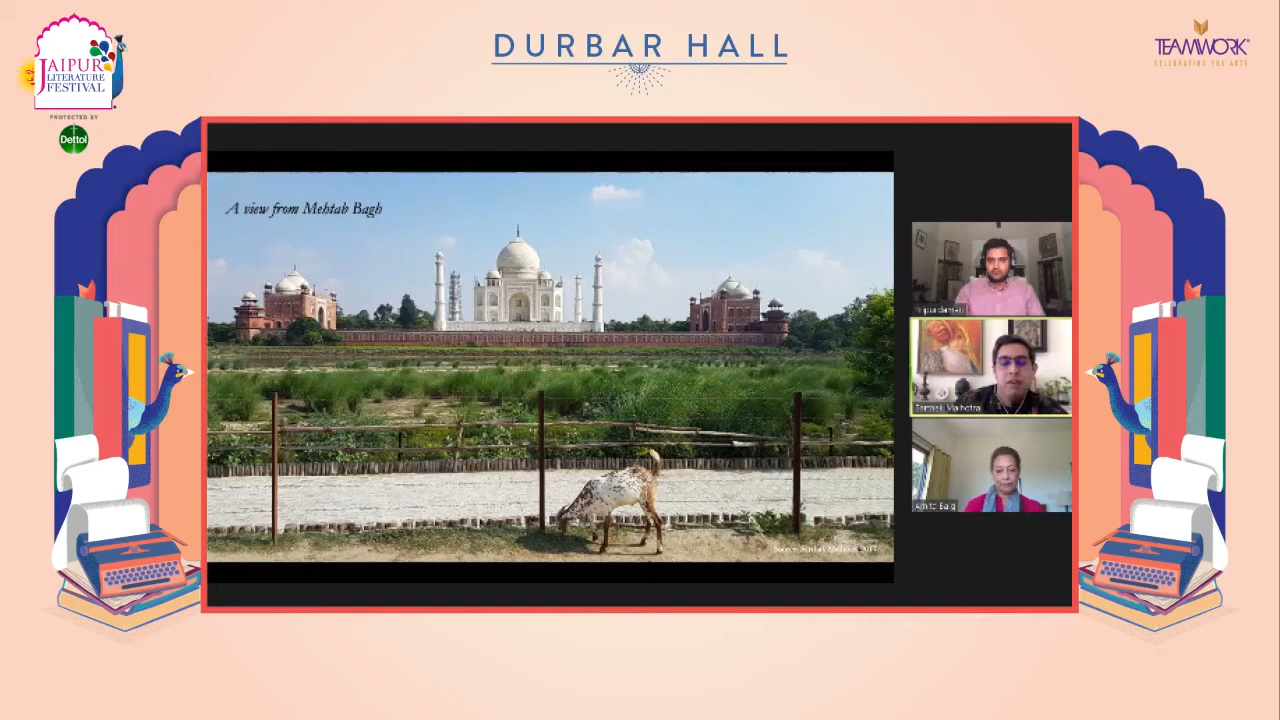 JAIPUR
LITERATURE
FESTIVAL
PROTECTED BY
Dettol
DURBAR HALL
TEAMWORK
CELEBRATING THE ARTS
A view from Mehtab Bagh
Sarthak Malhotra
Amita Baig